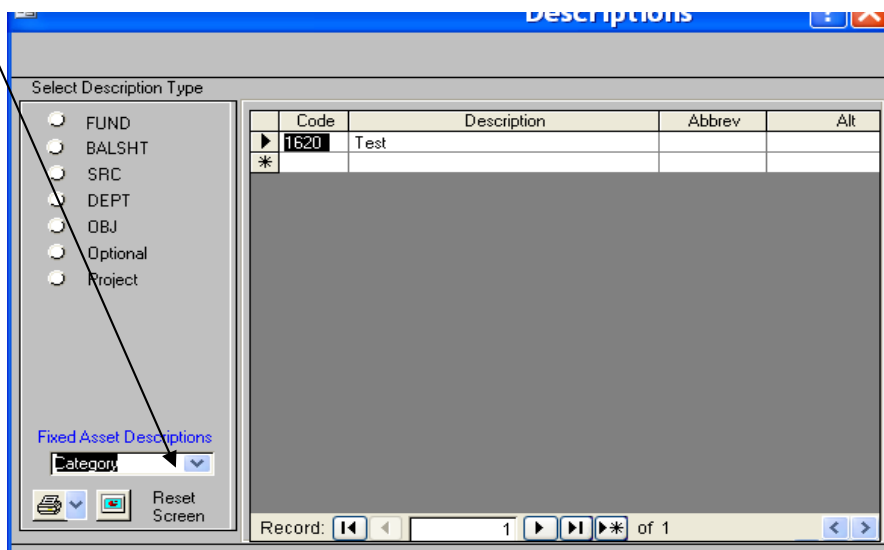 Descriptions
Select Description Type
FUND
BALSHT
SRC
DEPT
OBJ
Optional
Project
Fixed Asset Descriptions
Category
Reset
Screen
Code Description Abbrev Alt
1620 Test
Record: 1 of 1